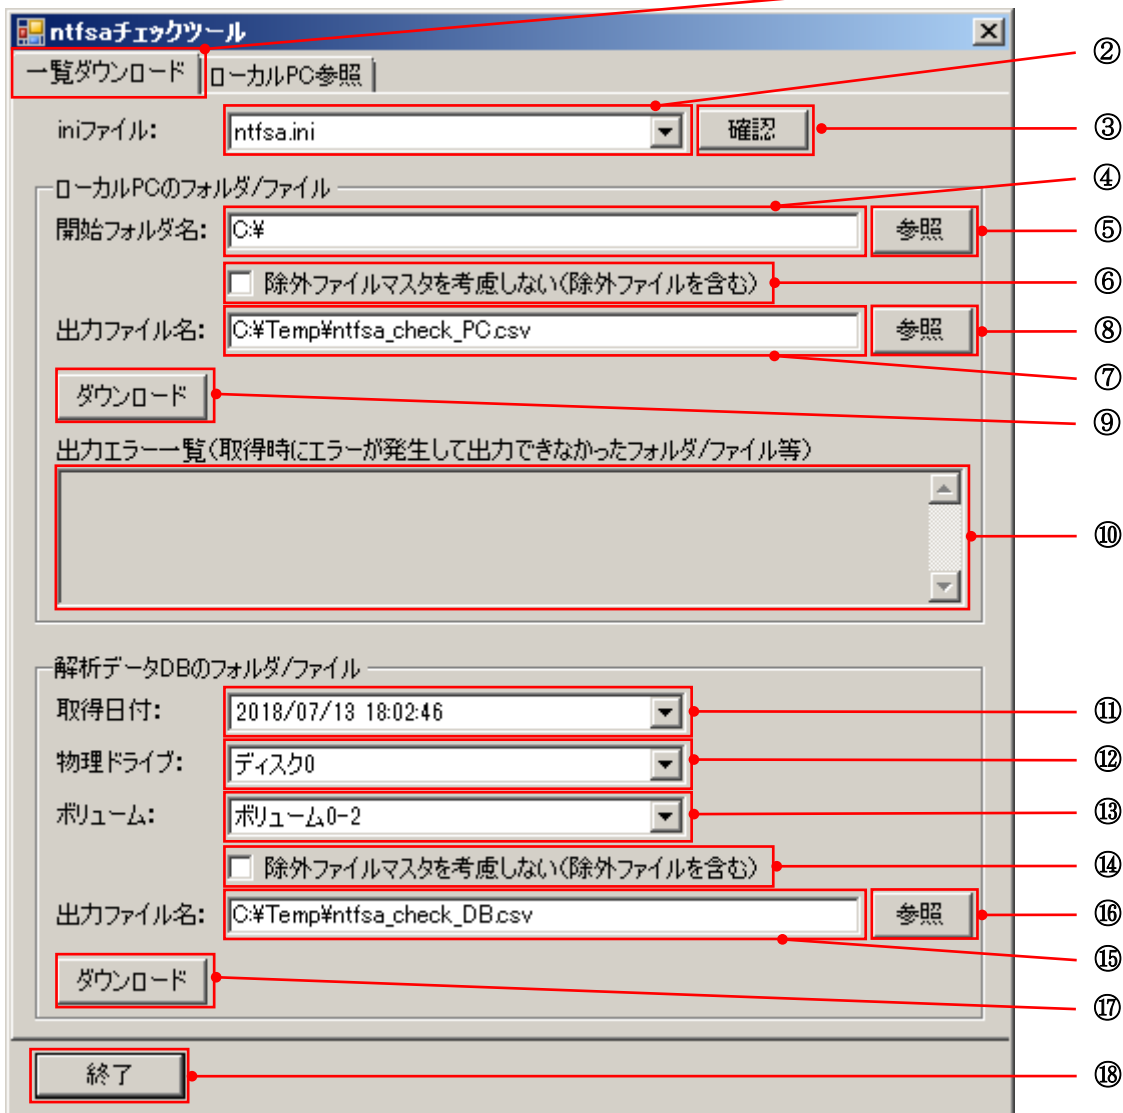 ntfsaチェックツール
一覧ダウンロード ローカルPC参照
②
iniファイル: ntfsa.ini 確認 ③
ローカルPCのフォルダ/ファイル ④
開始フォルダ名: C:¥ 参照 ⑤
除外ファイルマスタを考慮しない(除外ファイルを含む) ⑥
出力ファイル名: C:¥Temp¥ntfsa_check_PC.csv 参照 ⑧
⑦
ダウンロード ⑨
出力エラー一覧(取得時にエラーが発生して出力できなかったフォルダ/ファイル等)
⑩
解析データDBのフォルダ/ファイル
取得日付: 2018/07/13 18:02:46 ⑪
物理ドライブ: ディスク0 ⑫
ボリューム: ボリューム0-2 ⑬
除外ファイルマスタを考慮しない(除外ファイルを含む) ⑭
出力ファイル名: C:¥Temp¥ntfsa_check_DB.csv 参照 ⑯
⑮
ダウンロード ⑰
終了 ⑱